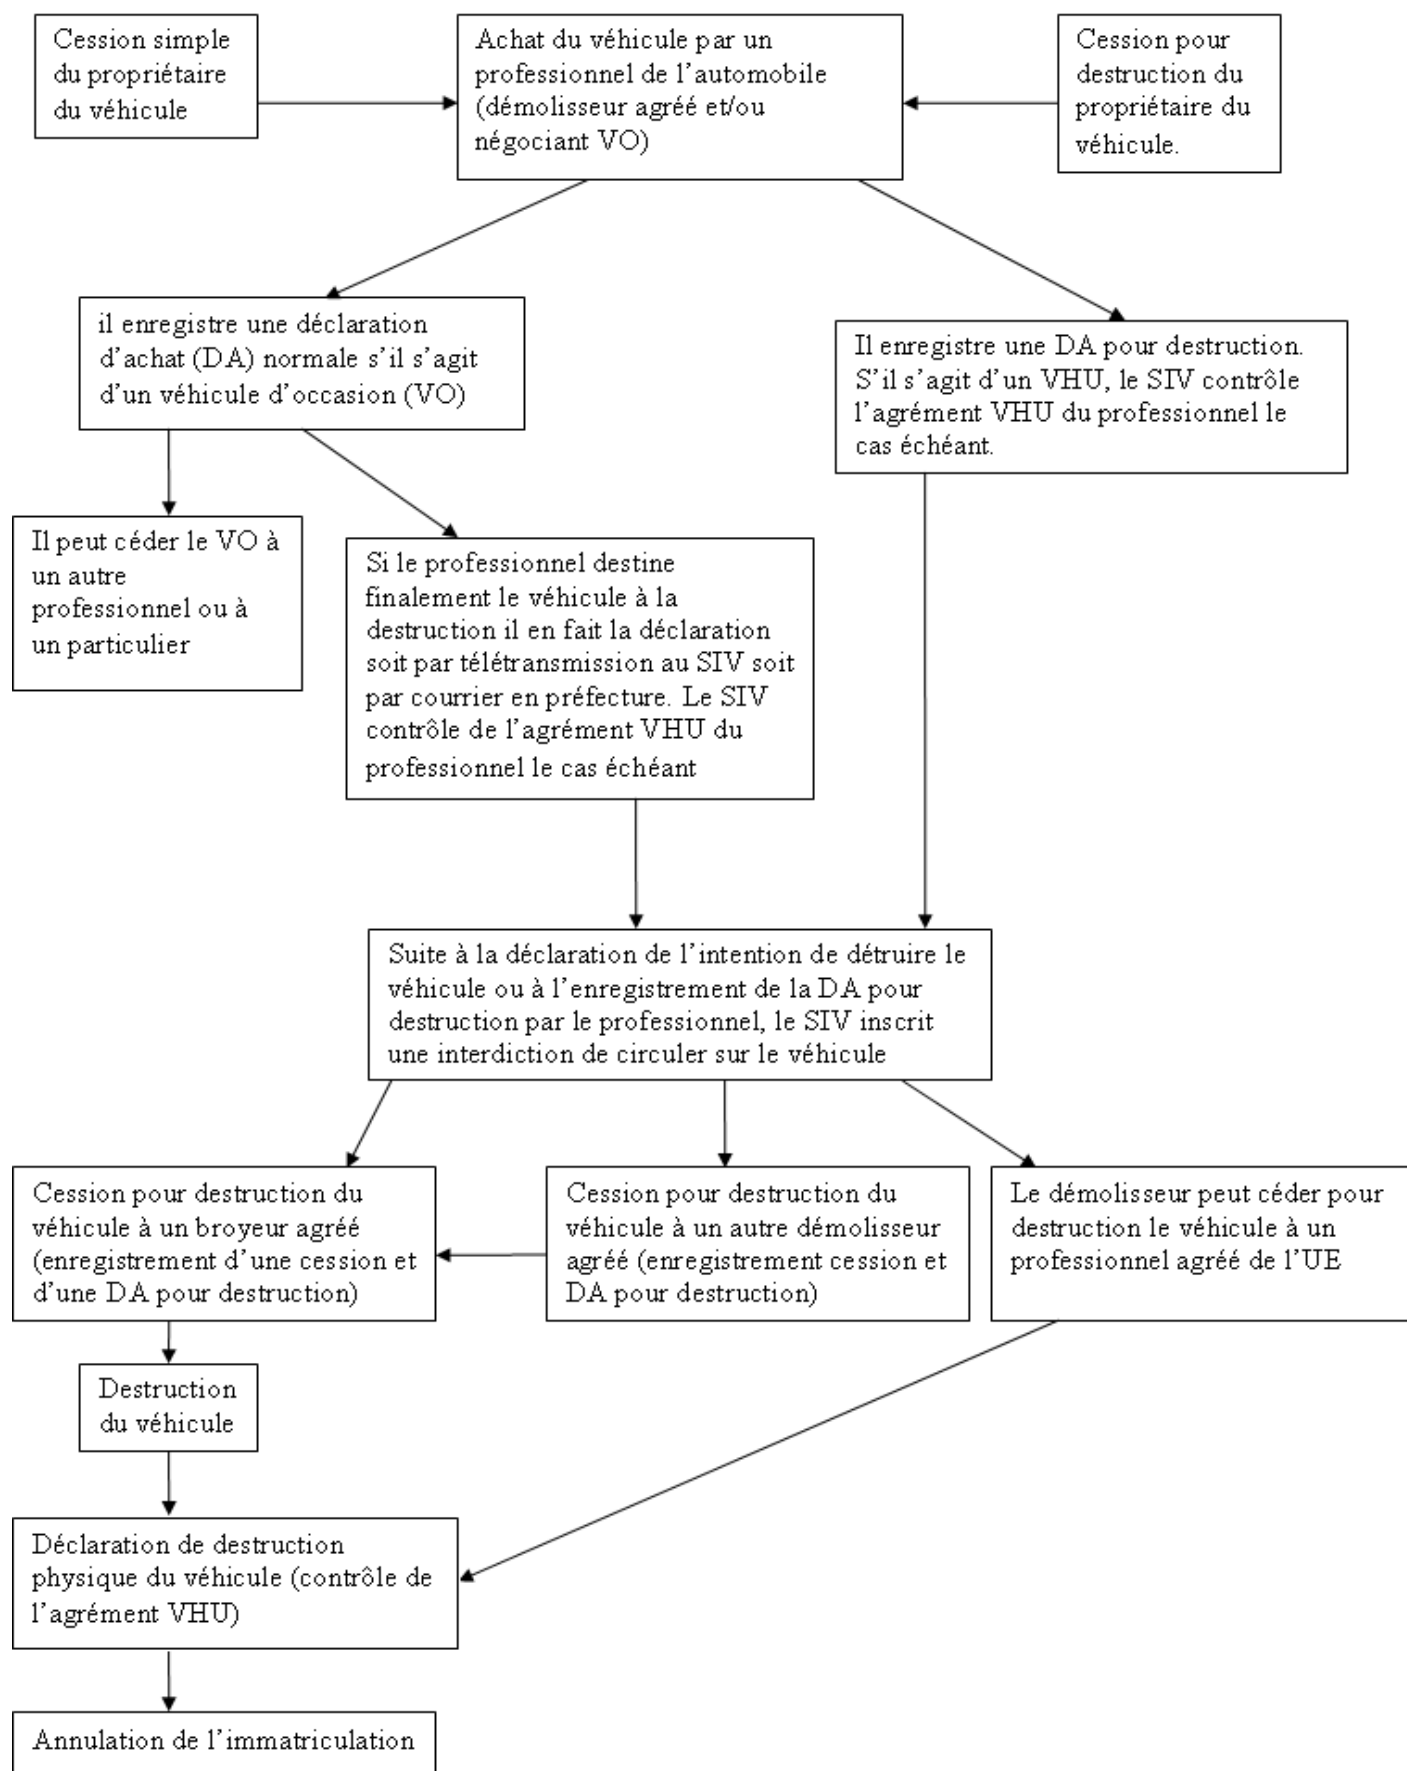 Cession simple
du propriétaire
du véhicule
Achat du véhicule par un
professionnel de l’automobile
(démolisseur agréé et/ou
négociant VO)
Cession pour
destruction du
propriétaire du
véhicule.
il enregistre une déclaration
d’achat (DA) normale s’il s’agit
d’un véhicule d’occasion (VO)
Il enregistre une DA pour destruction.
S’il s’agit d’un VHU, le SIV contrôle
l’agrément VHU du professionnel le
cas échéant.
Il peut céder le VO à
un autre
professionnel ou à
un particulier
Si le professionnel destine
finalement le véhicule à la
destruction il en fait la déclaration
soit par télétransmission au SIV soit
par courrier en préfecture. Le SIV
contrôle de l’agrément VHU du
professionnel le cas échéant
Suite à la déclaration de l’intention de détruire le
véhicule ou à l’enregistrement de la DA pour
destruction par le professionnel, le SIV inscrit
une interdiction de circuler sur le véhicule
Cession pour destruction du
véhicule à un broyeur agréé
(enregistrement d’une cession et
d’une DA pour destruction)
Cession pour destruction du
véhicule à un autre démolisseur
agréé (enregistrement cession et
DA pour destruction)
Le démolisseur peut céder pour
destruction le véhicule à un
professionnel agréé de l’UE
Destruction
du véhicule
Déclaration de destruction
physique du véhicule (contrôle de
l’agrément VHU)
Annulation de l’immatriculation